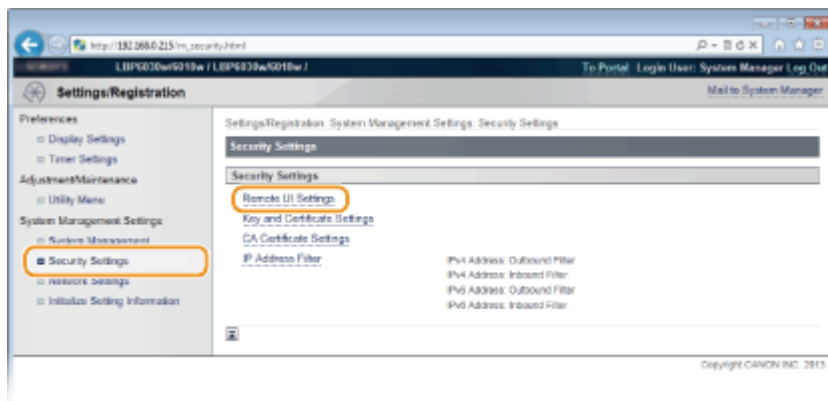 http://192.168.0.215/m_security.html
LBP6030w/6018w / LBP6030w/6018w /
To Portal Login User: System Manager Log Out
Settings/Registration
Mail to System Manager
Preferences
Display Settings
Timer Settings
Adjustment/Maintenance
Utility Menu
System Management Settings
System Management
Security Settings
Network Settings
Initialize Setting Information
Settings/Registration: System Management Settings: Security Settings
Security Settings
Security Settings
Remote UI Settings
Key and Certificate Settings
CA Certificate Settings
IP Address Filter
IPv4 Address: Outbound Filter
IPv4 Address: Inbound Filter
IPv6 Address: Outbound Filter
IPv6 Address: Inbound Filter
Copyright CANON INC. 2013